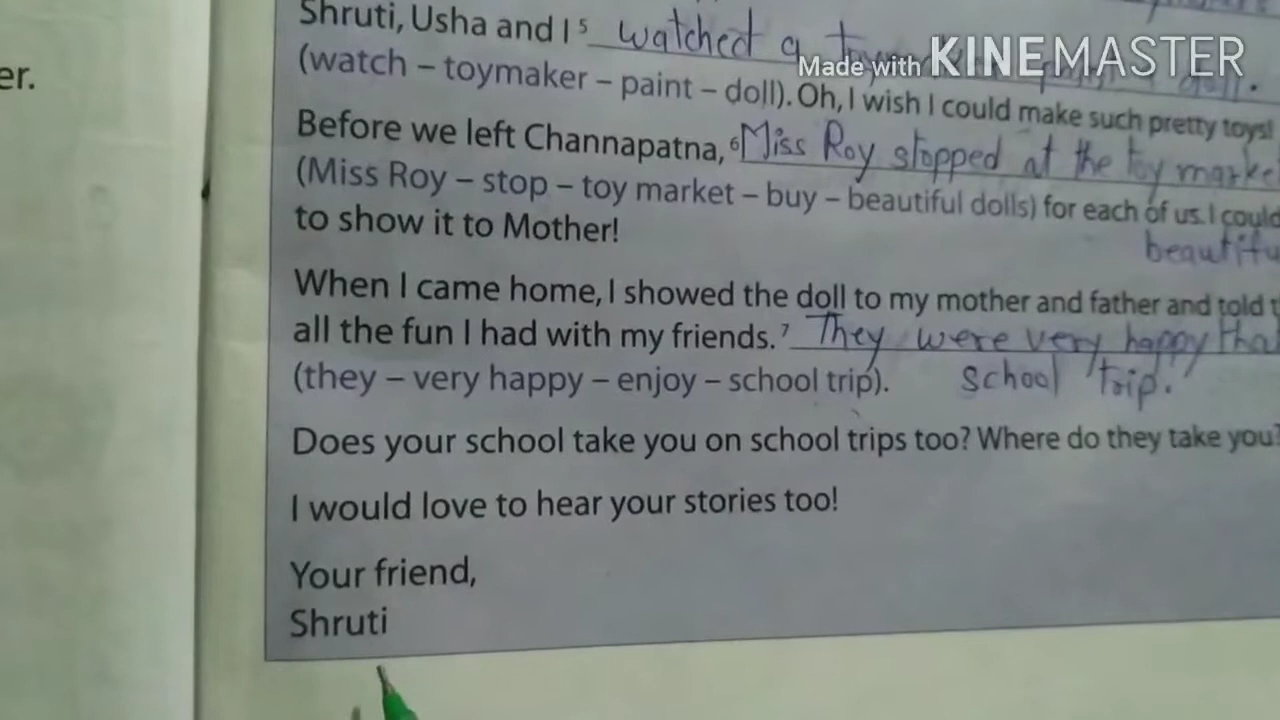 er.
Shruti, Usha and I ⁵ watched a
Made with KINEMASTER
(watch – toymaker – paint – doll). Oh, I wish I could make such pretty toys!
Before we left Channapatna, ⁶ Miss Roy stopped at the toy marke
(Miss Roy – stop – toy market – buy – beautiful dolls) for each of us. I could
to show it to Mother!
beautifu
When I came home, I showed the doll to my mother and father and told t
all the fun I had with my friends. ⁷ They were very happy tha
(they – very happy – enjoy – school trip). school trip.
Does your school take you on school trips too? Where do they take you?
I would love to hear your stories too!
Your friend,
Shruti